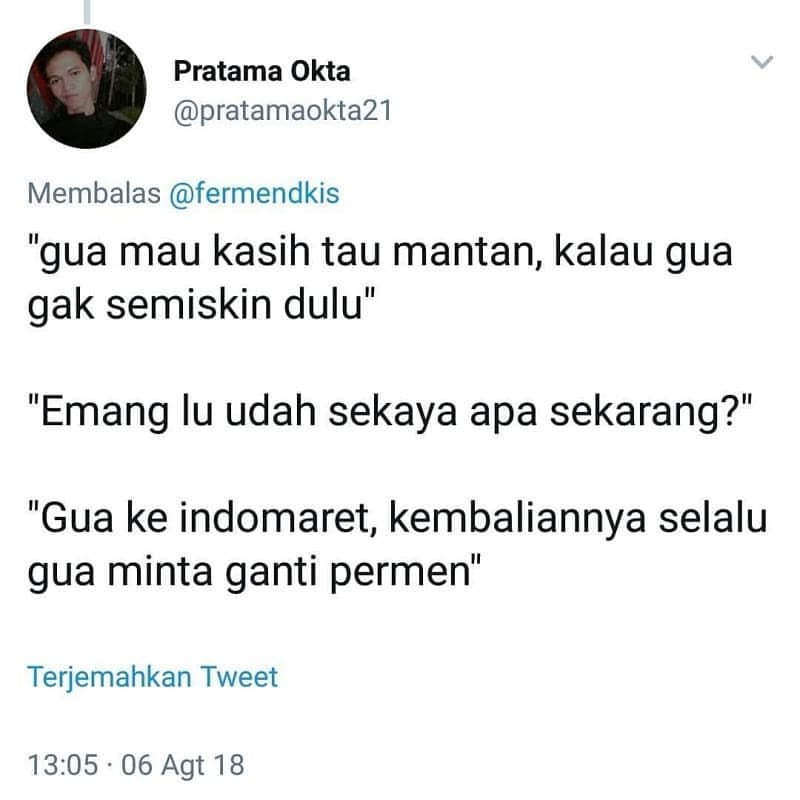 Pratama Okta
@pratamaokta21
Membalas @fermendkis
"gua mau kasih tau mantan, kalau gua
gak semiskin dulu"
"Emang lu udah sekaya apa sekarang?"
"Gua ke indomaret, kembaliannya selalu
gua minta ganti permen"
Terjemahkan Tweet
13:05 · 06 Agt 18